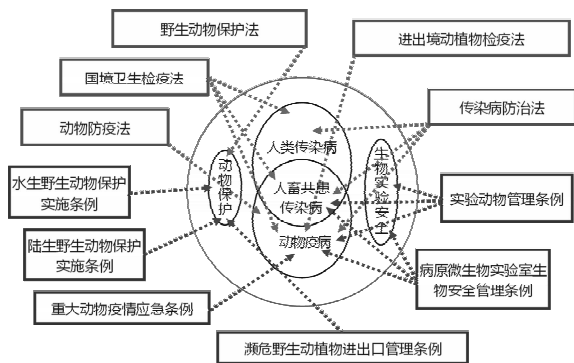 野生动物保护法
进出境动植物检疫法
国境卫生检疫法
传染病防治法
动物防疫法
人类传染病
动物保护
人畜共患
传染病
生物实验安全
水生野生动物保护
实施条例
实验动物管理条例
动物疫病
陆生野生动物保护
实施条例
病原微生物实验室生
物安全管理条例
重大动物疫情应急条例
濒危野生动植物进出口管理条例